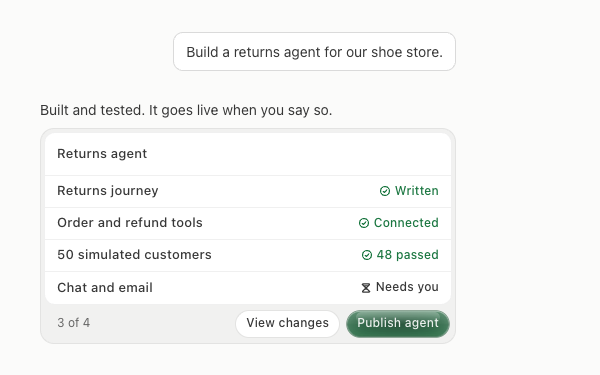 Build a returns agent for our shoe store.
Built and tested. It goes live when you say so.
Returns agent
Returns journey Written
Order and refund tools Connected
50 simulated customers 48 passed
Chat and email Needs you
3 of 4 View changes Publish agent